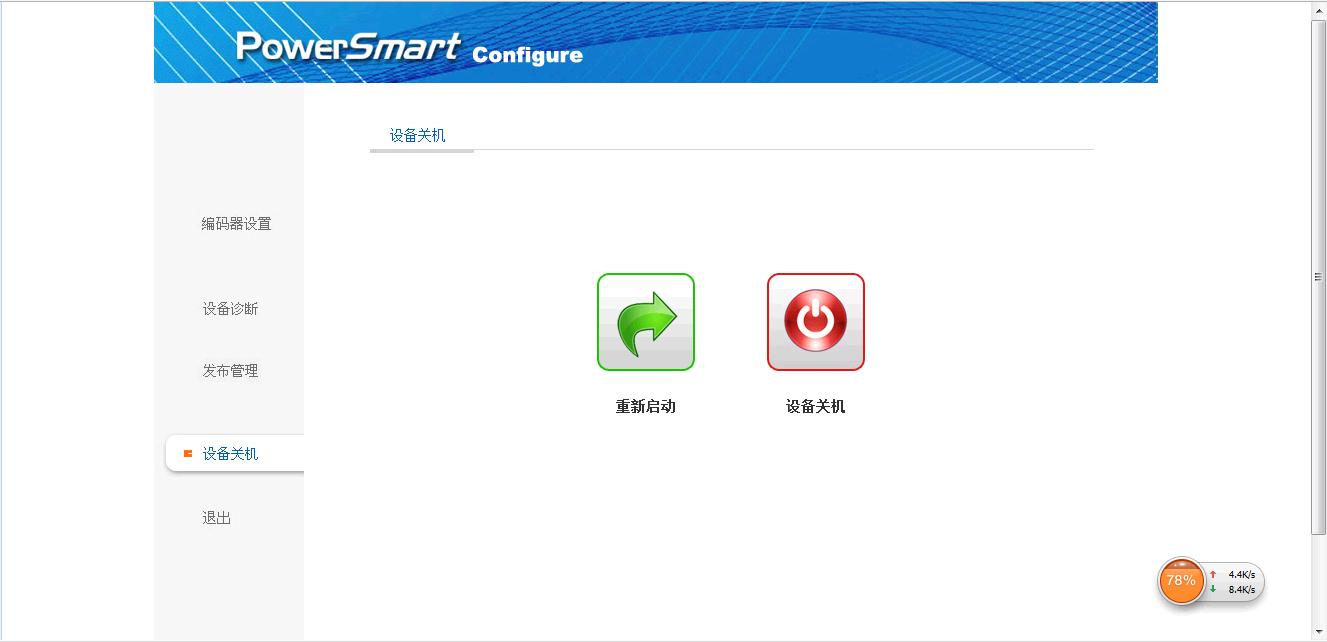 PowerSmart Configure
设备关机
编码器设置
设备诊断
发布管理
设备关机
退出
重新启动
设备关机
78%
4.4K/s
8.4K/s